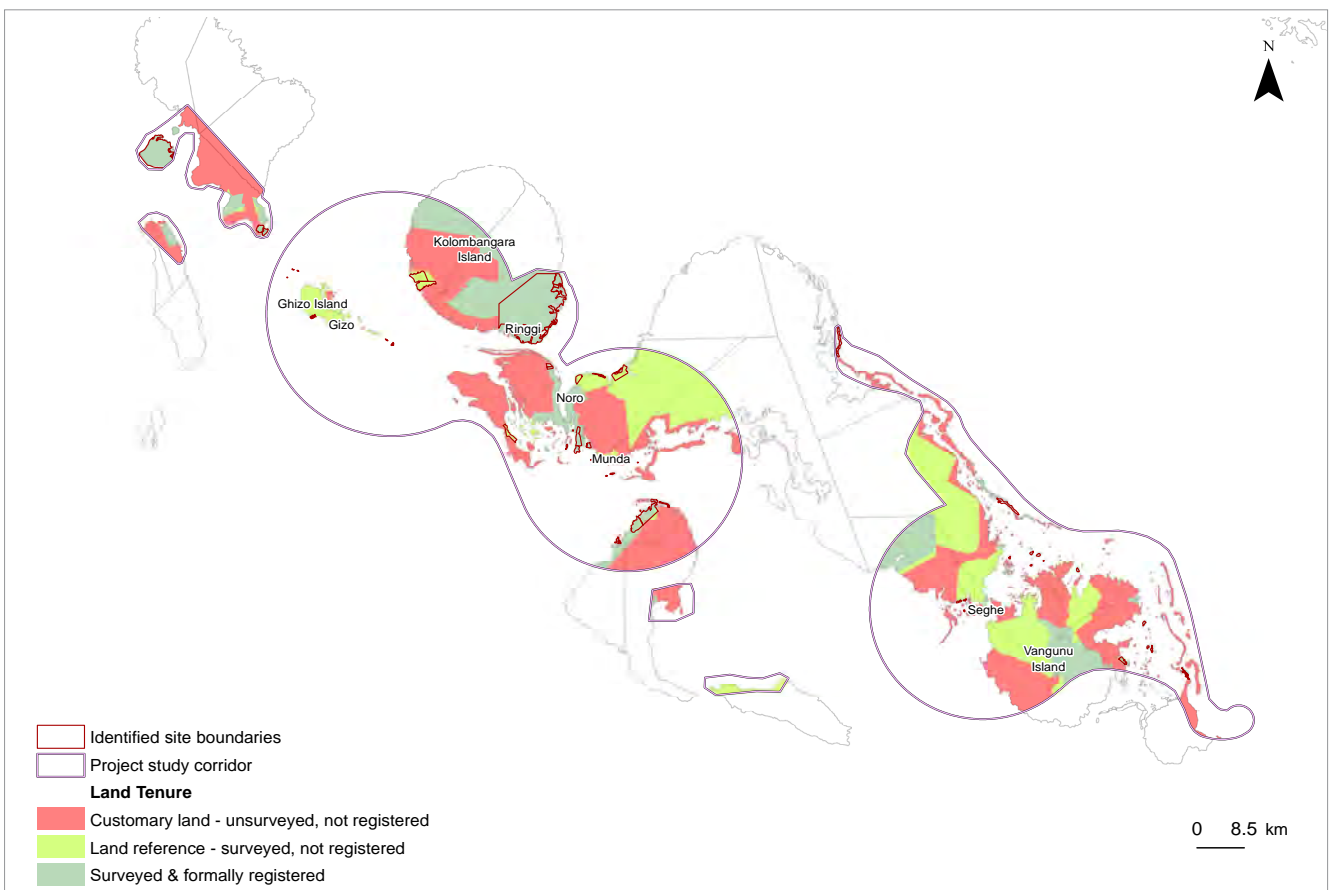 N
Kolombangara
Island
Ghizo Island
Gizo
Ringgi
Noro
Munda
Seghe
Vangunu
Island
Identified site boundaries
Project study corridor
Land Tenure
Customary land - unsurveyed, not registered
Land reference - surveyed, not registered
Surveyed & formally registered
0 8.5 km